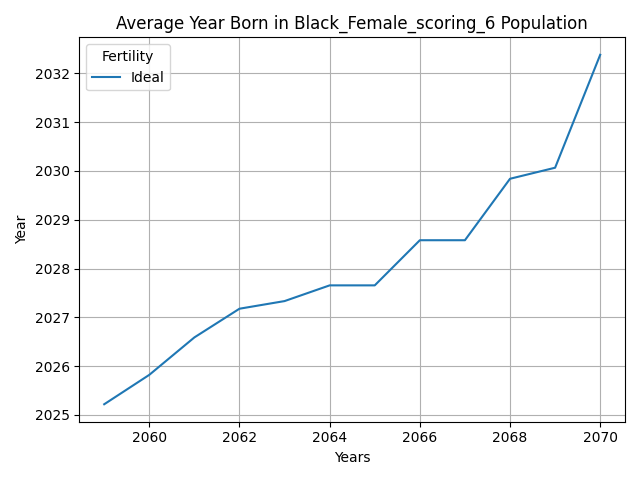 Average Year Born in Black_Female_scoring_6 Population
Fertility
Ideal
2032
2031
2030
2029
2028
2027
2026
2025
Year
2060 2062 2064 2066 2068 2070
Years